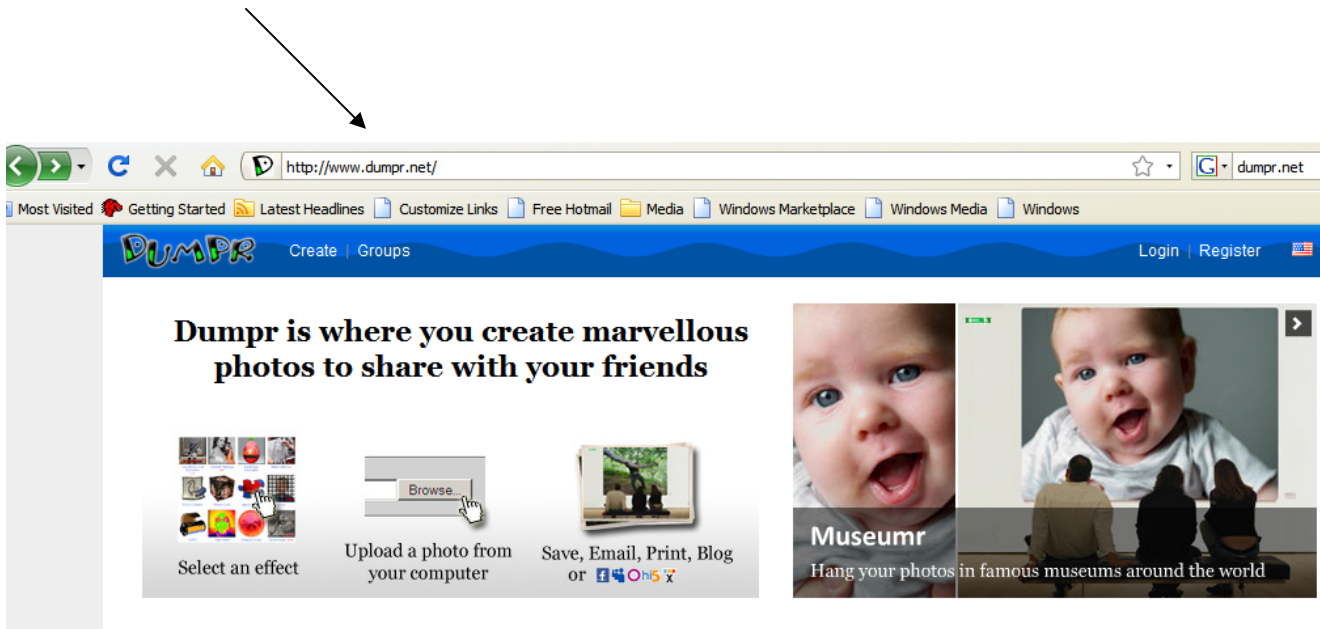 http://www.dumpr.net/
dumpr.net
Most Visited Getting Started Latest Headlines Customize Links Free Hotmail Media Windows Marketplace Windows Media Windows
DUMPR Create | Groups Login | Register
Dumpr is where you create marvellous
photos to share with your friends
Browse...
Select an effect
Upload a photo from
your computer
Save, Email, Print, Blog
or hi5
Museumr
Hang your photos in famous museums around the world